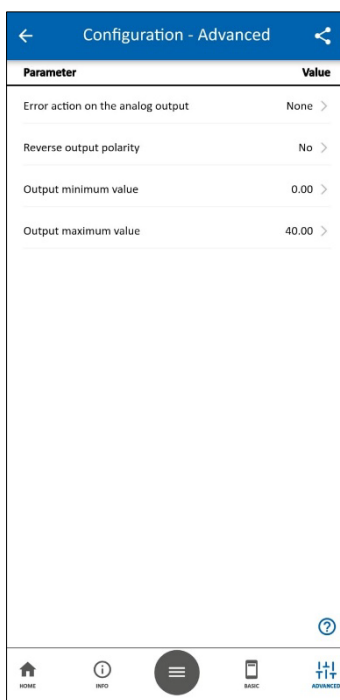 Configuration - Advanced
Parameter Value
Error action on the analog output None
Reverse output polarity No
Output minimum value 0.00
Output maximum value 40.00
HOME INFO BASIC ADVANCED